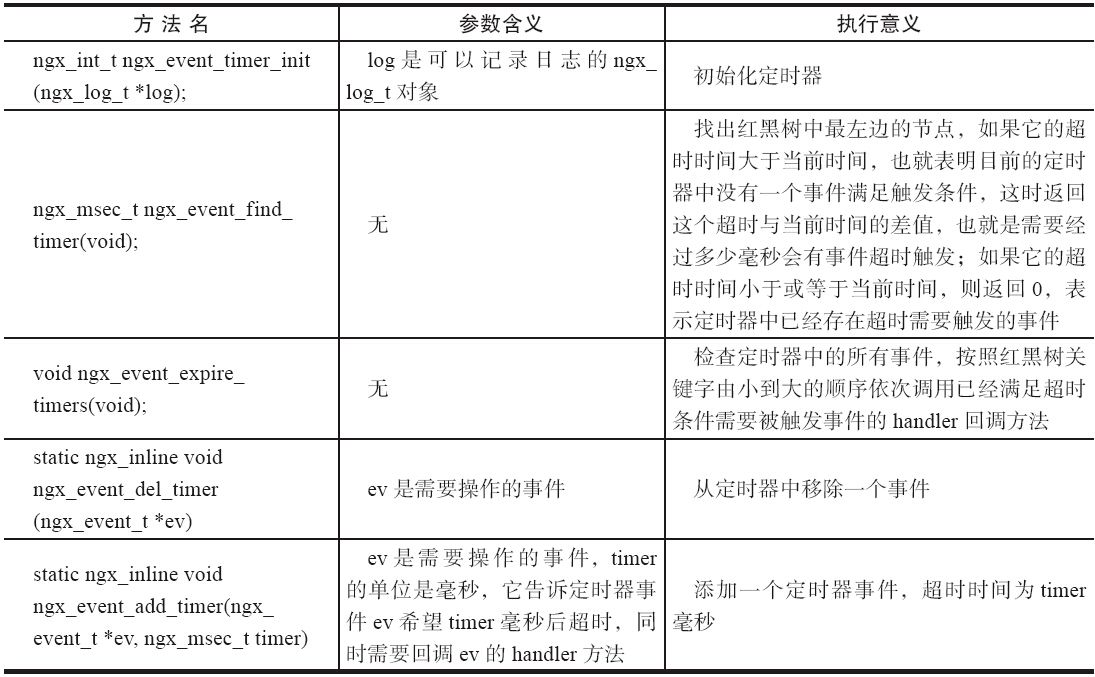 方法名 参数含义 执行意义
ngx_int_t ngx_event_timer_init
(ngx_log_t *log);
log 是可以记录日志的 ngx_
log_t 对象
初始化定时器
ngx_msec_t ngx_event_find_
timer(void);
无
找出红黑树中最左边的节点，如果它的超
时时间大于当前时间，也就表明目前的定时
器中没有一个事件满足触发条件，这时返回
这个超时与当前时间的差值，也就是需要经
过多少毫秒会有事件超时触发；如果它的超
时时间小于或等于当前时间，则返回 0，表
示定时器中已经存在超时需要触发的事件
void ngx_event_expire_
timers(void);
无
检查定时器中的所有事件，按照红黑树关
键字由小到大的顺序依次调用已经满足超时
条件需要被触发事件的 handler 回调方法
static ngx_inline void
ngx_event_del_timer
(ngx_event_t *ev)
ev 是需要操作的事件
从定时器中移除一个事件
static ngx_inline void
ngx_event_add_timer(ngx_
event_t *ev, ngx_msec_t timer)
ev 是需要操作的事件，timer
的单位是毫秒，它告诉定时器事
件 ev 希望 timer 毫秒后超时，同
时需要回调 ev 的 handler 方法
添加一个定时器事件，超时时间为 timer
毫秒